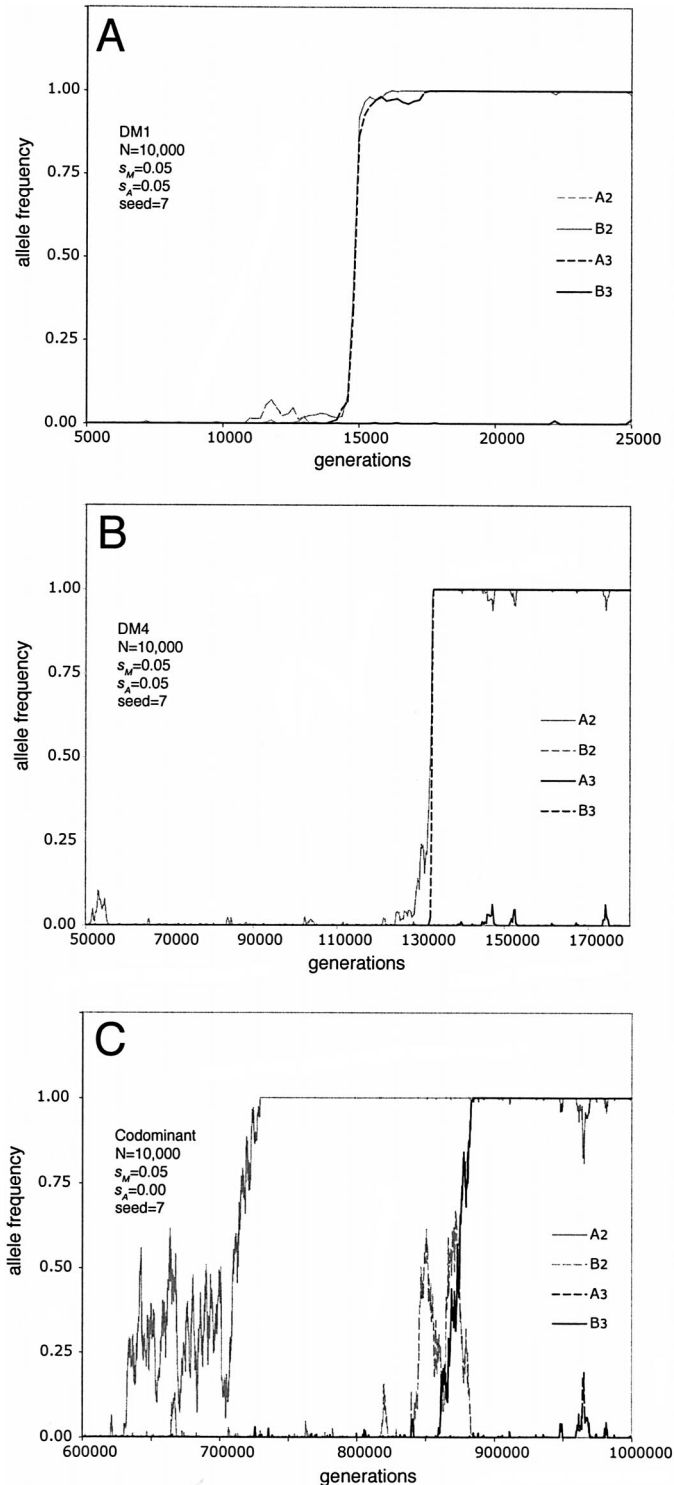 A
1.00
0.75
0.50
0.25
0.00
allele frequency
DM1
N=10,000
sM=0.05
sA=0.05
seed=7
A2
B2
A3
B3
5000 10000 15000 20000 25000
generations
B
1.00
0.75
0.50
0.25
0.00
allele frequency
DM4
N=10,000
sM=0.05
sA=0.05
seed=7
A2
B2
A3
B3
50000 70000 90000 110000 130000 150000 170000
generations
C
1.00
0.75
0.50
0.25
0.00
allele frequency
Codominant
N=10,000
sM=0.05
sA=0.00
seed=7
A2
B2
A3
B3
600000 700000 800000 900000 1000000
generations